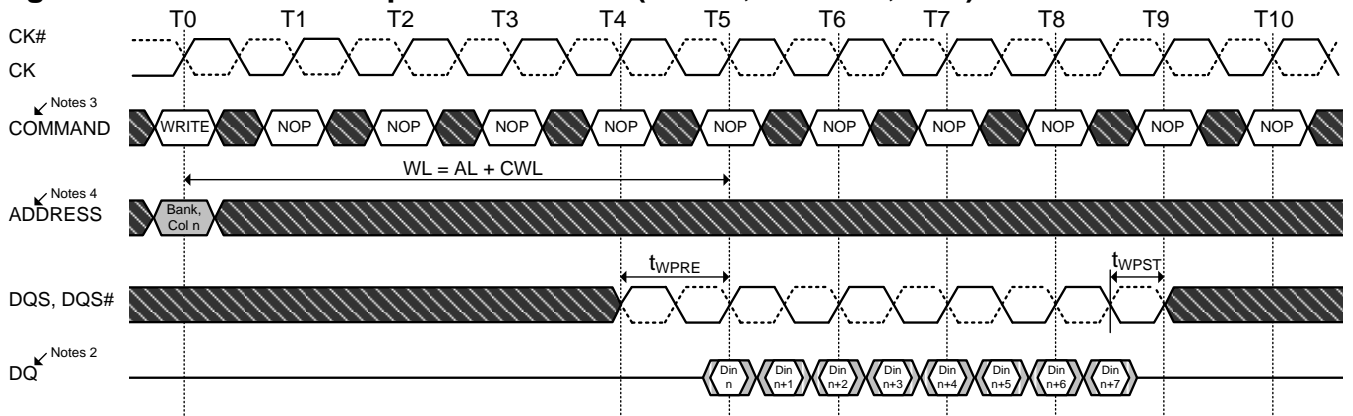 T0 T1 T2 T3 T4 T5 T6 T7 T8 T9 T10
CK#
CK
Notes 3
COMMAND WRITE NOP NOP NOP NOP NOP NOP NOP NOP NOP NOP
WL = AL + CWL
Notes 4
ADDRESS Bank,
Col n
tWPRE tWPST
DQS, DQS#
Notes 2
DQ Din n Din n+1 Din n+2 Din n+3 Din n+4 Din n+5 Din n+6 Din n+7